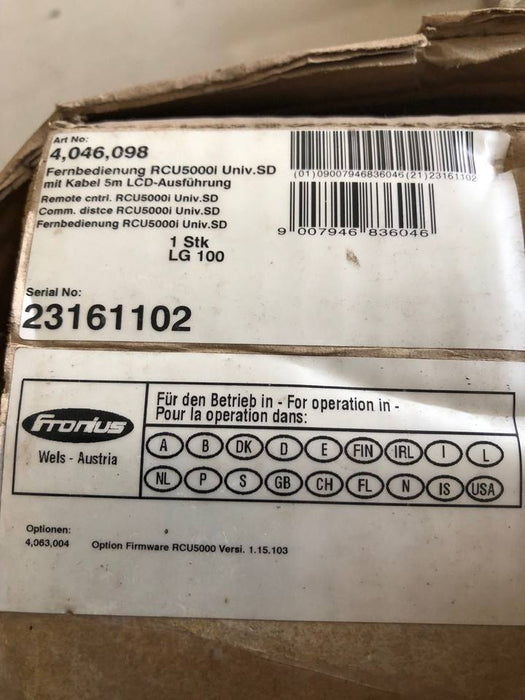 Art No:
4,046,098
Fernbedienung RCU5000i Univ.SD
mit Kabel 5m LCD-Ausführung
Remote cntrl. RCU5000i Univ.SD
Comm. distce RCU5000i Univ.SD
Fernbedienung RCU5000i Univ.SD
1 Stk
LG 100
(01)09007946836046(21)23161102
9 007946 836046
Serial No:
23161102
Fronius
Wels - Austria
Für den Betrieb in - For operation in -
Pour la operation dans:
A B DK D E FIN IRL I L
NL P S GB CH FL N IS USA
Optionen:
4,063,004 Option Firmware RCU5000 Versi. 1.15.103